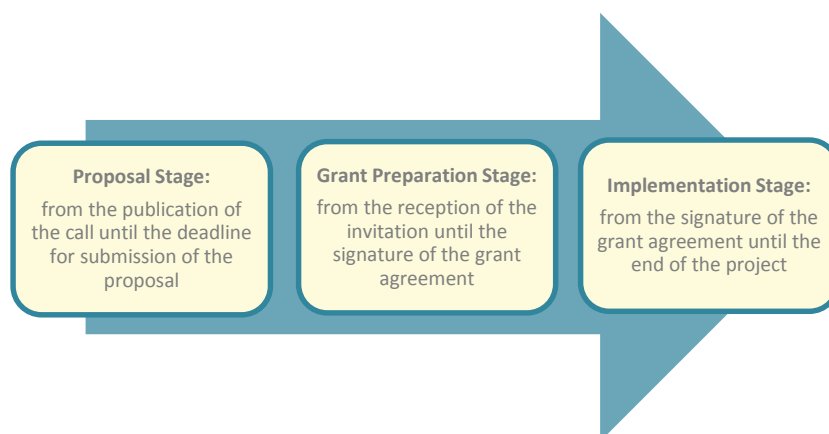 Proposal Stage:
from the publication of
the call until the deadline
for submission of the
proposal
Grant Preparation Stage:
from the reception of the
invitation until the
signature of the grant
agreement
Implementation Stage:
from the signature of the
grant agreement until the
end of the project